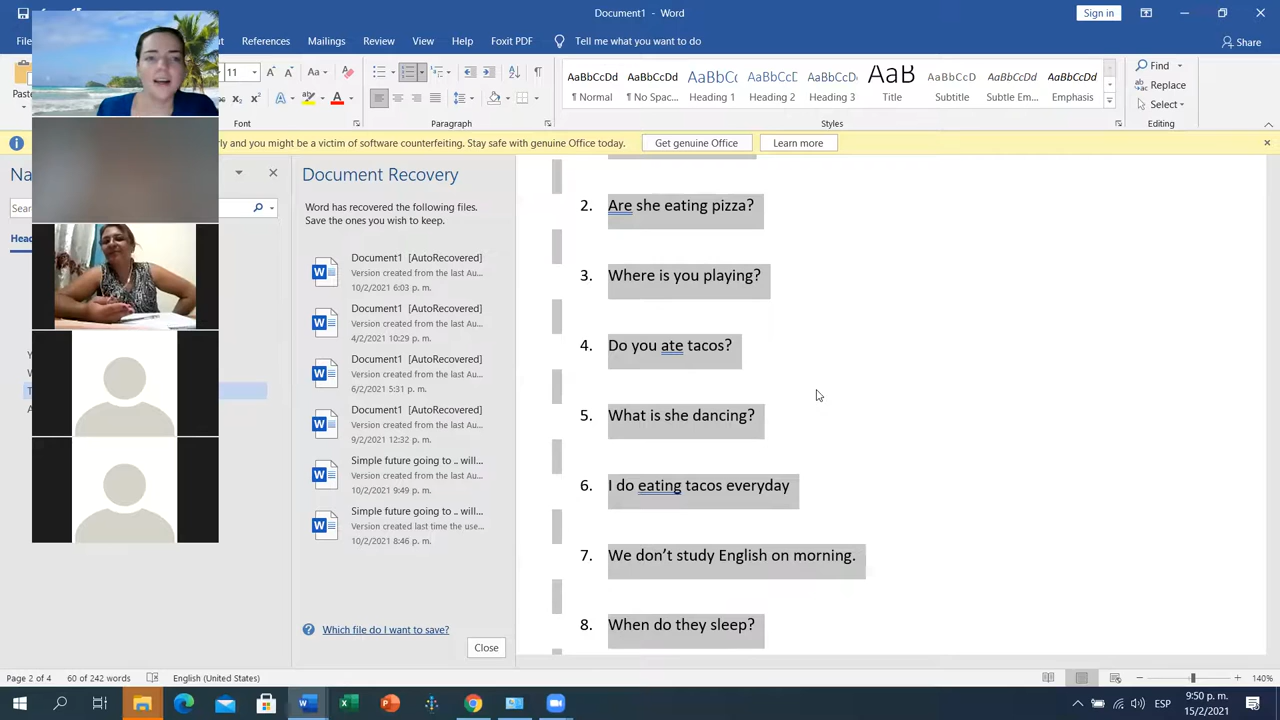 Document1 - Word
Sign in
References Mailings Review View Help Foxit PDF Tell me what you want to do
Share
11
AaBbCcDd AaBbCcDd AaBbC( AaBbCcD AaBbCcD AaB AaBbCcD AaBbCcDd AaBbCcDd
¶ Normal ¶ No Spac... Heading 1 Heading 2 Heading 3 Title Subtitle Subtle Em... Emphasis
Find
Replace
Select
Font Paragraph Styles Editing
and you might be a victim of software counterfeiting. Stay safe with genuine Office today.
Get genuine Office
Learn more
Document Recovery
Word has recovered the following files.
Save the ones you wish to keep.
Document1 [AutoRecovered]
Version created from the last Au...
10/2/2021 6:03 p. m.
Document1 [AutoRecovered]
Version created from the last Au...
4/2/2021 10:29 p. m.
Document1 [AutoRecovered]
Version created from the last Au...
6/2/2021 5:31 p. m.
Document1 [AutoRecovered]
Version created from the last Au...
9/2/2021 12:32 p. m.
Simple future going to .. will...
Version created from the last Au...
10/2/2021 9:49 p. m.
Simple future going to .. will...
Version created last time the use...
10/2/2021 8:46 p. m.
Which file do I want to save?
Close
2. Are she eating pizza?
3. Where is you playing?
4. Do you ate tacos?
5. What is she dancing?
6. I do eating tacos everyday
7. We don't study English on morning.
8. When do they sleep?
Page 2 of 4 60 of 242 words English (United States)
140%
ESP
9:50 p. m.
15/2/2021